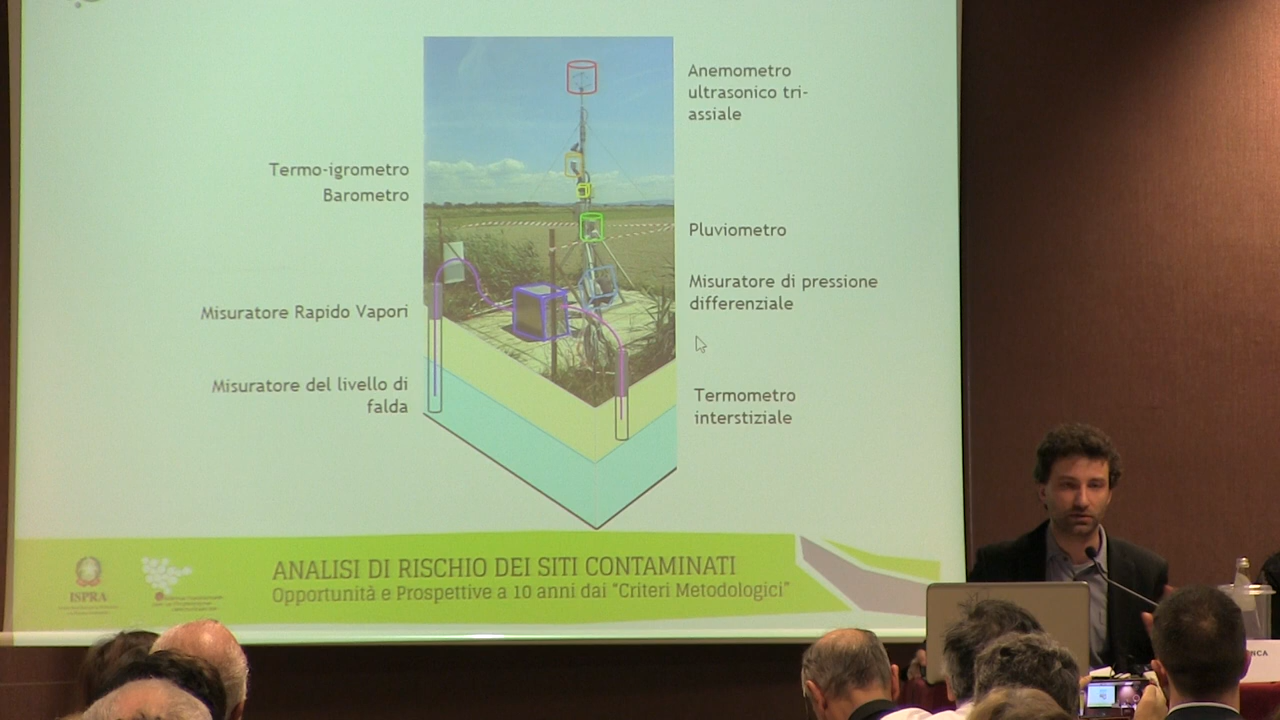 Anemometro
ultrasonico tri-
assiale
Termo-igrometro
Barometro
Pluviometro
Misuratore di pressione
differenziale
Misuratore Rapido Vapori
Misuratore del livello di
falda
Termometro
interstiziale
ANALISI DI RISCHIO DEI SITI CONTAMINATI
Opportunità e Prospettive a 10 anni dai "Criteri Metodologici"
ISPRA